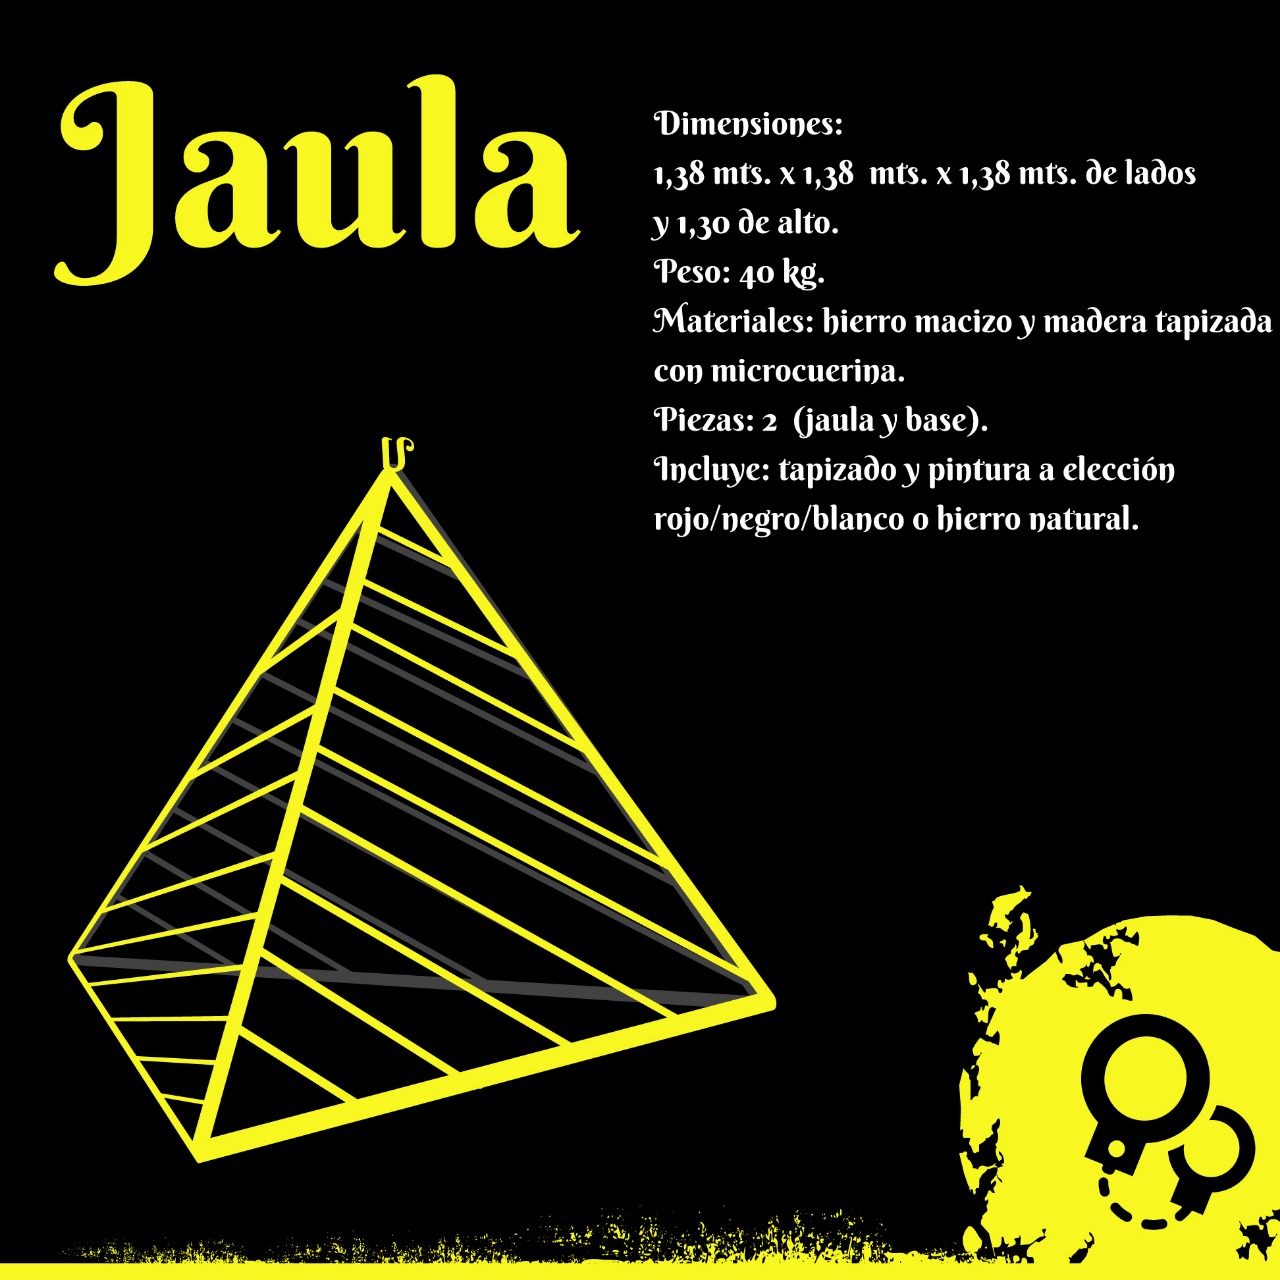 Jaula
Dimensiones:
1,38 mts. x 1,38 mts. x 1,38 mts. de lados
y 1,30 de alto.
Peso: 40 kg.
Materiales: hierro macizo y madera tapizada
con microcuerina.
Piezas: 2 (jaula y base).
Incluye: tapizado y pintura a elección
rojo/negro/blanco o hierro natural.